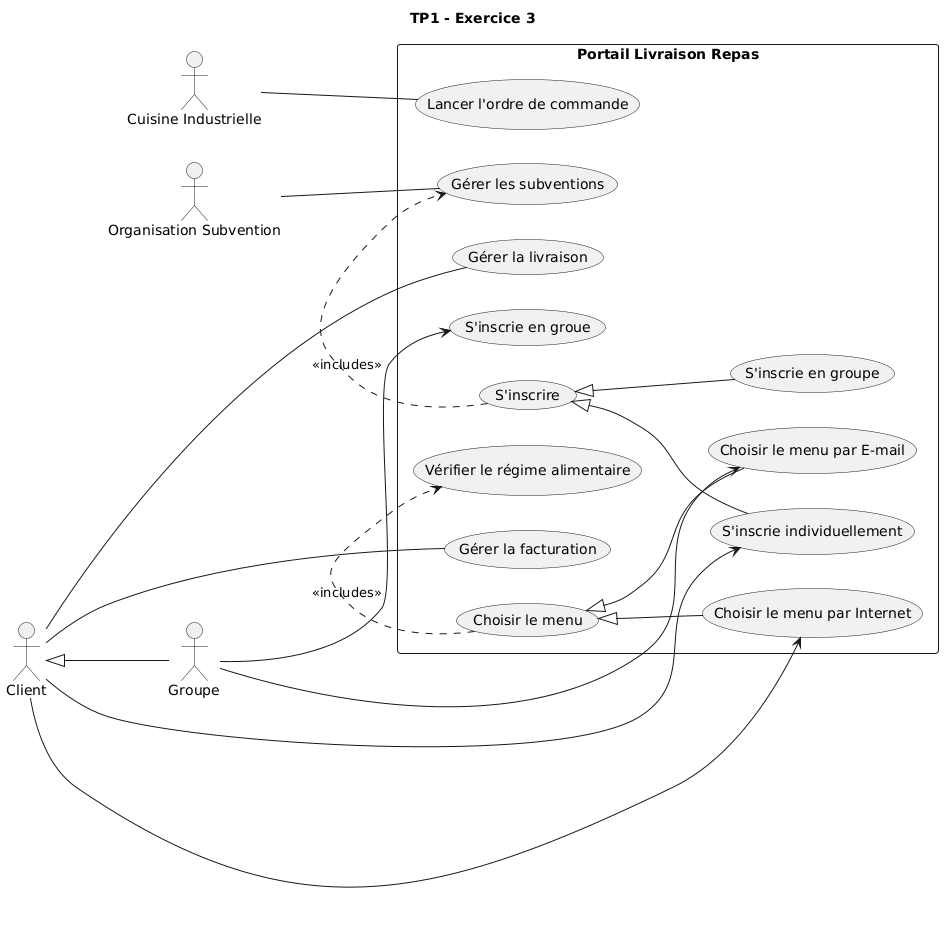 TP1 - Exercice 3
Portail Livraison Repas
Cuisine Industrielle
Lancer l'ordre de commande
Organisation Subvention
Gérer les subventions
Gérer la livraison
S'inscrie en groue
«includes»
S'inscrire
S'inscrie en groupe
Vérifier le régime alimentaire
Choisir le menu par E-mail
Gérer la facturation
S'inscrie individuellement
«includes»
Choisir le menu
Choisir le menu par Internet
Client
Groupe